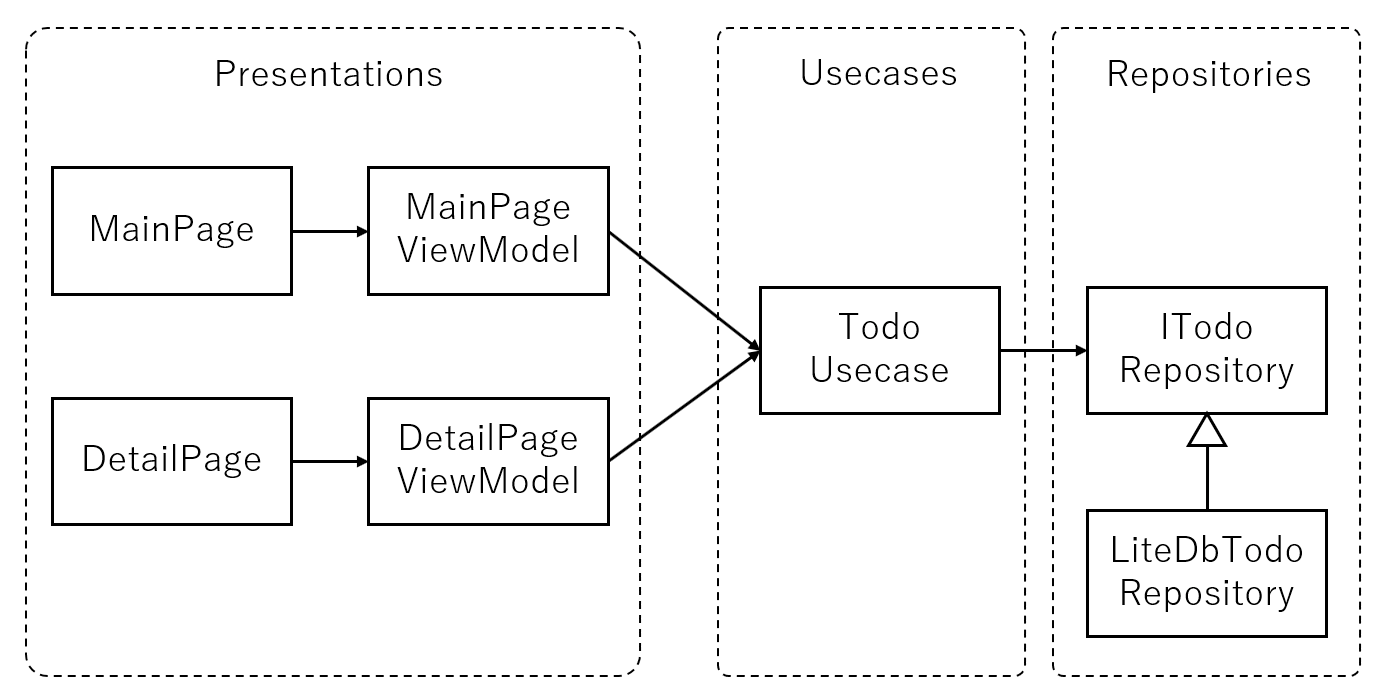 Presentations
Usecases
Repositories
MainPage
MainPage
ViewModel
DetailPage
DetailPage
ViewModel
Todo
Usecase
ITodo
Repository
LiteDbTodo
Repository